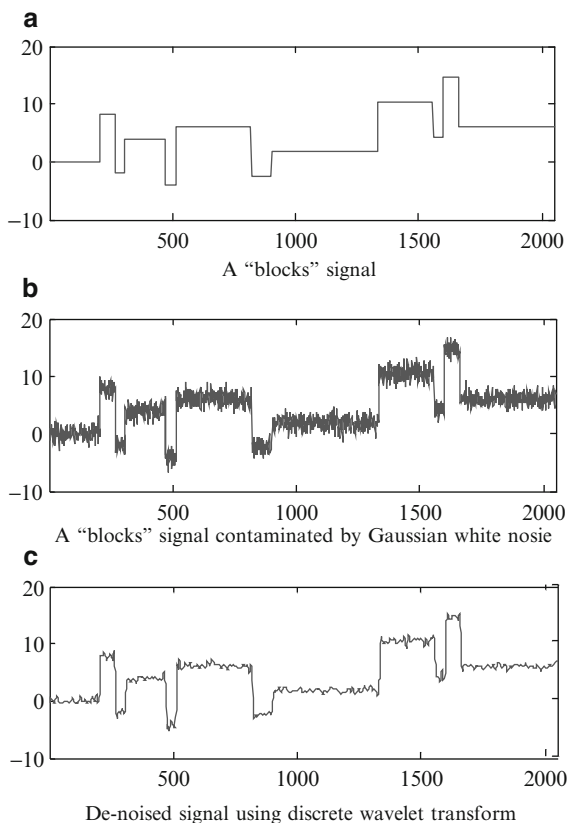 a
20
10
0
−10
500 1000 1500 2000
A “blocks” signal
b
20
10
0
−10
500 1000 1500 2000
A “blocks” signal contaminated by Gaussian white nosie
c
20
10
0
−10
500 1000 1500 2000
De-noised signal using discrete wavelet transform